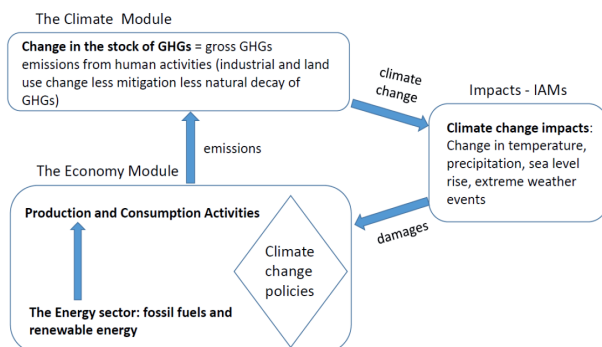 The Climate  Module
Change in the stock of GHGs = gross GHGs
emissions from human activities (industrial and land
use change less mitigation less natural decay of
GHGs)
climate
change
Impacts - IAMs
Climate change impacts:
Change in temperature,
precipitation, sea level
rise, extreme weather
events
emissions
The Economy Module
damages
Production and Consumption Activities
Climate
change
policies
The Energy sector: fossil fuels and
renewable energy